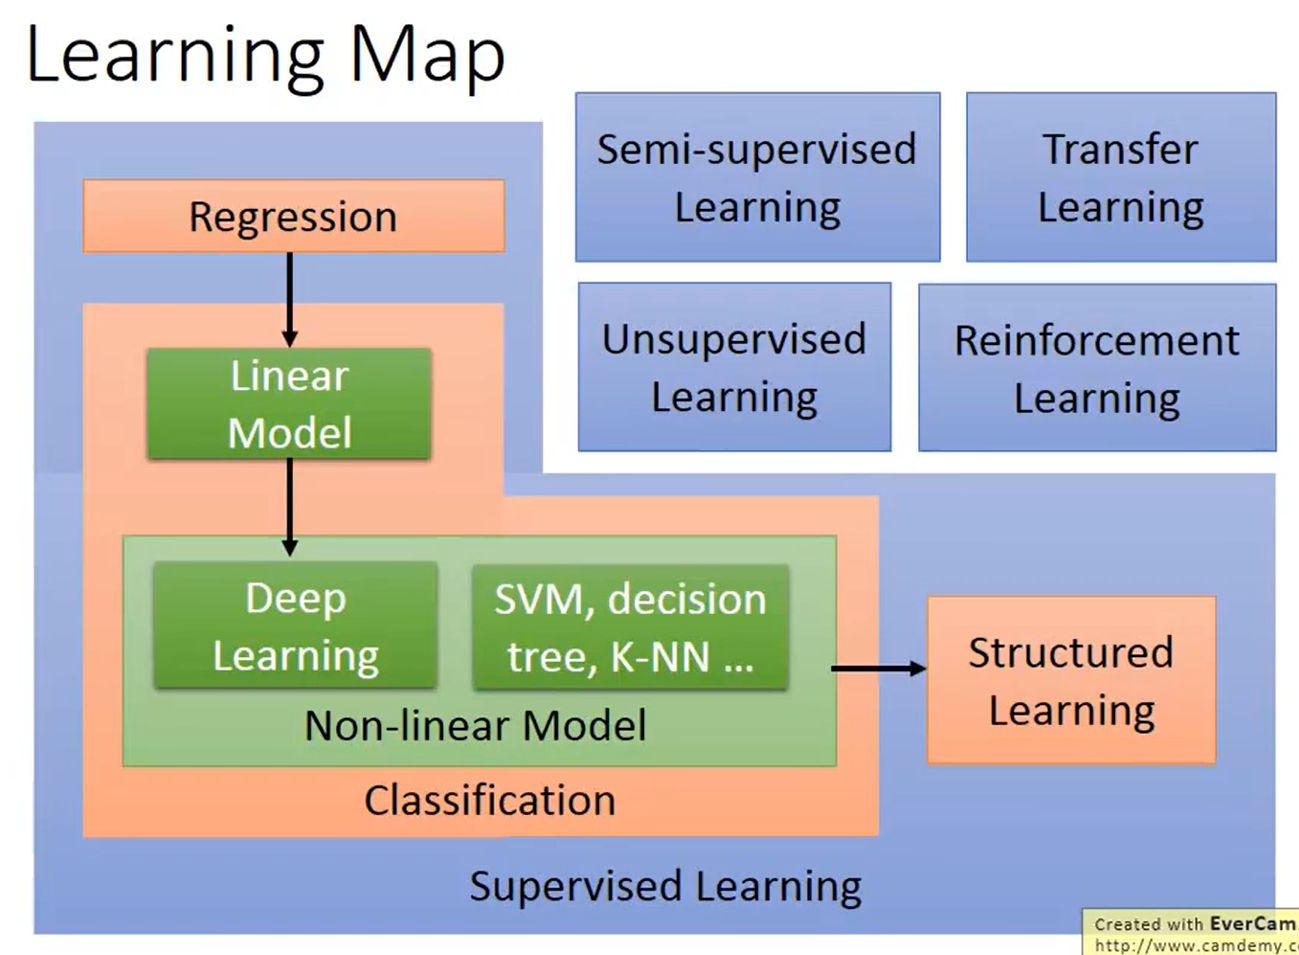 Learning Map
Semi-supervised
Learning
Transfer
Learning
Regression
Unsupervised
Learning
Reinforcement
Learning
Linear
Model
Deep
Learning
SVM, decision
tree, K-NN ...
Non-linear Model
Structured
Learning
Classification
Supervised Learning
Created with EverCam.
http://www.camdemy.c